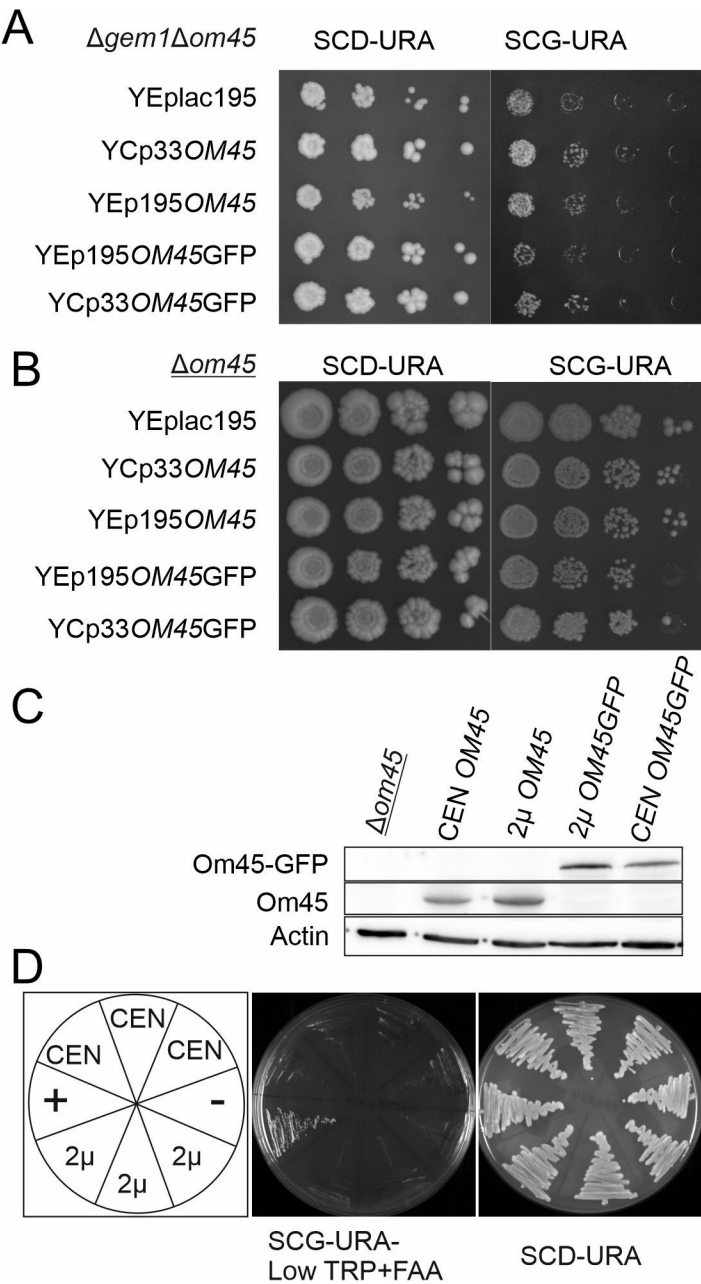 A
Δgem1Δom45 SCD-URA SCG-URA
YEplac195
YCp33OM45
YEp195OM45
YEp195OM45GFP
YCp33OM45GFP
B
Δom45 SCD-URA SCG-URA
YEplac195
YCp33OM45
YEp195OM45
YEp195OM45GFP
YCp33OM45GFP
C
Δom45 CEN OM45 2μ OM45 2μ OM45GFP CEN OM45GFP
Om45-GFP
Om45
Actin
D
CEN CEN CEN
+ -
2μ 2μ 2μ
SCG-URA-
Low TRP+FAA
SCD-URA